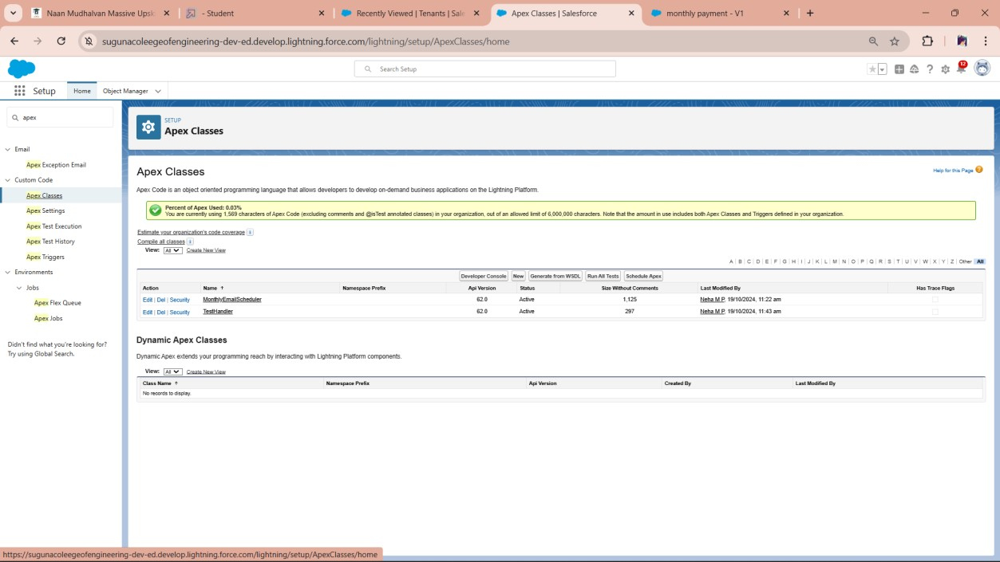 Naan Mudhalvan Massive Upsk
- Student
Recently Viewed | Tenants | Sale
Apex Classes | Salesforce
monthly payment - V1
sugunacoleegeofengineering-dev-ed.develop.lightning.force.com/lightning/setup/ApexClasses/home
Search Setup
12
Setup
Home
Object Manager
apex
Email
Apex Exception Email
Custom Code
Apex Classes
Apex Settings
Apex Test Execution
Apex Test History
Apex Triggers
Environments
Jobs
Apex Flex Queue
Apex Jobs
Didn't find what you're looking for?
Try using Global Search.
SETUP
Apex Classes
Apex Classes
Help for this Page
Apex Code is an object oriented programming language that allows developers to develop on-demand business applications on the Lightning Platform.
Percent of Apex Used: 0.03%
You are currently using 1,569 characters of Apex Code (excluding comments and @isTest annotated classes) in your organization, out of an allowed limit of 6,000,000 characters. Note that the amount in use includes both Apex Classes and Triggers defined in your organization.
Estimate your organization's code coverage i
Compile all classes i
View: All Create New View
A | B | C | D | E | F | G | H | I | J | K | L | M | N | O | P | Q | R | S | T | U | V | W | X | Y | Z | Other | All
Developer Console New Generate from WSDL Run All Tests Schedule Apex
Action Name ↑ Namespace Prefix Api Version Status Size Without Comments Last Modified By Has Trace Flags
Edit | Del | Security MonthlyEmailScheduler 62.0 Active 1,125 Neha M P, 19/10/2024, 11:22 am
Edit | Del | Security TestHandler 62.0 Active 297 Neha M P, 19/10/2024, 11:43 am
Dynamic Apex Classes
Dynamic Apex extends your programming reach by interacting with Lightning Platform components.
View: All Create New View
Class Name ↑ Namespace Prefix Api Version Created By Last Modified By
No records to display.
https://sugunacoleegeofengineering-dev-ed.develop.lightning.force.com/lightning/setup/ApexClasses/home